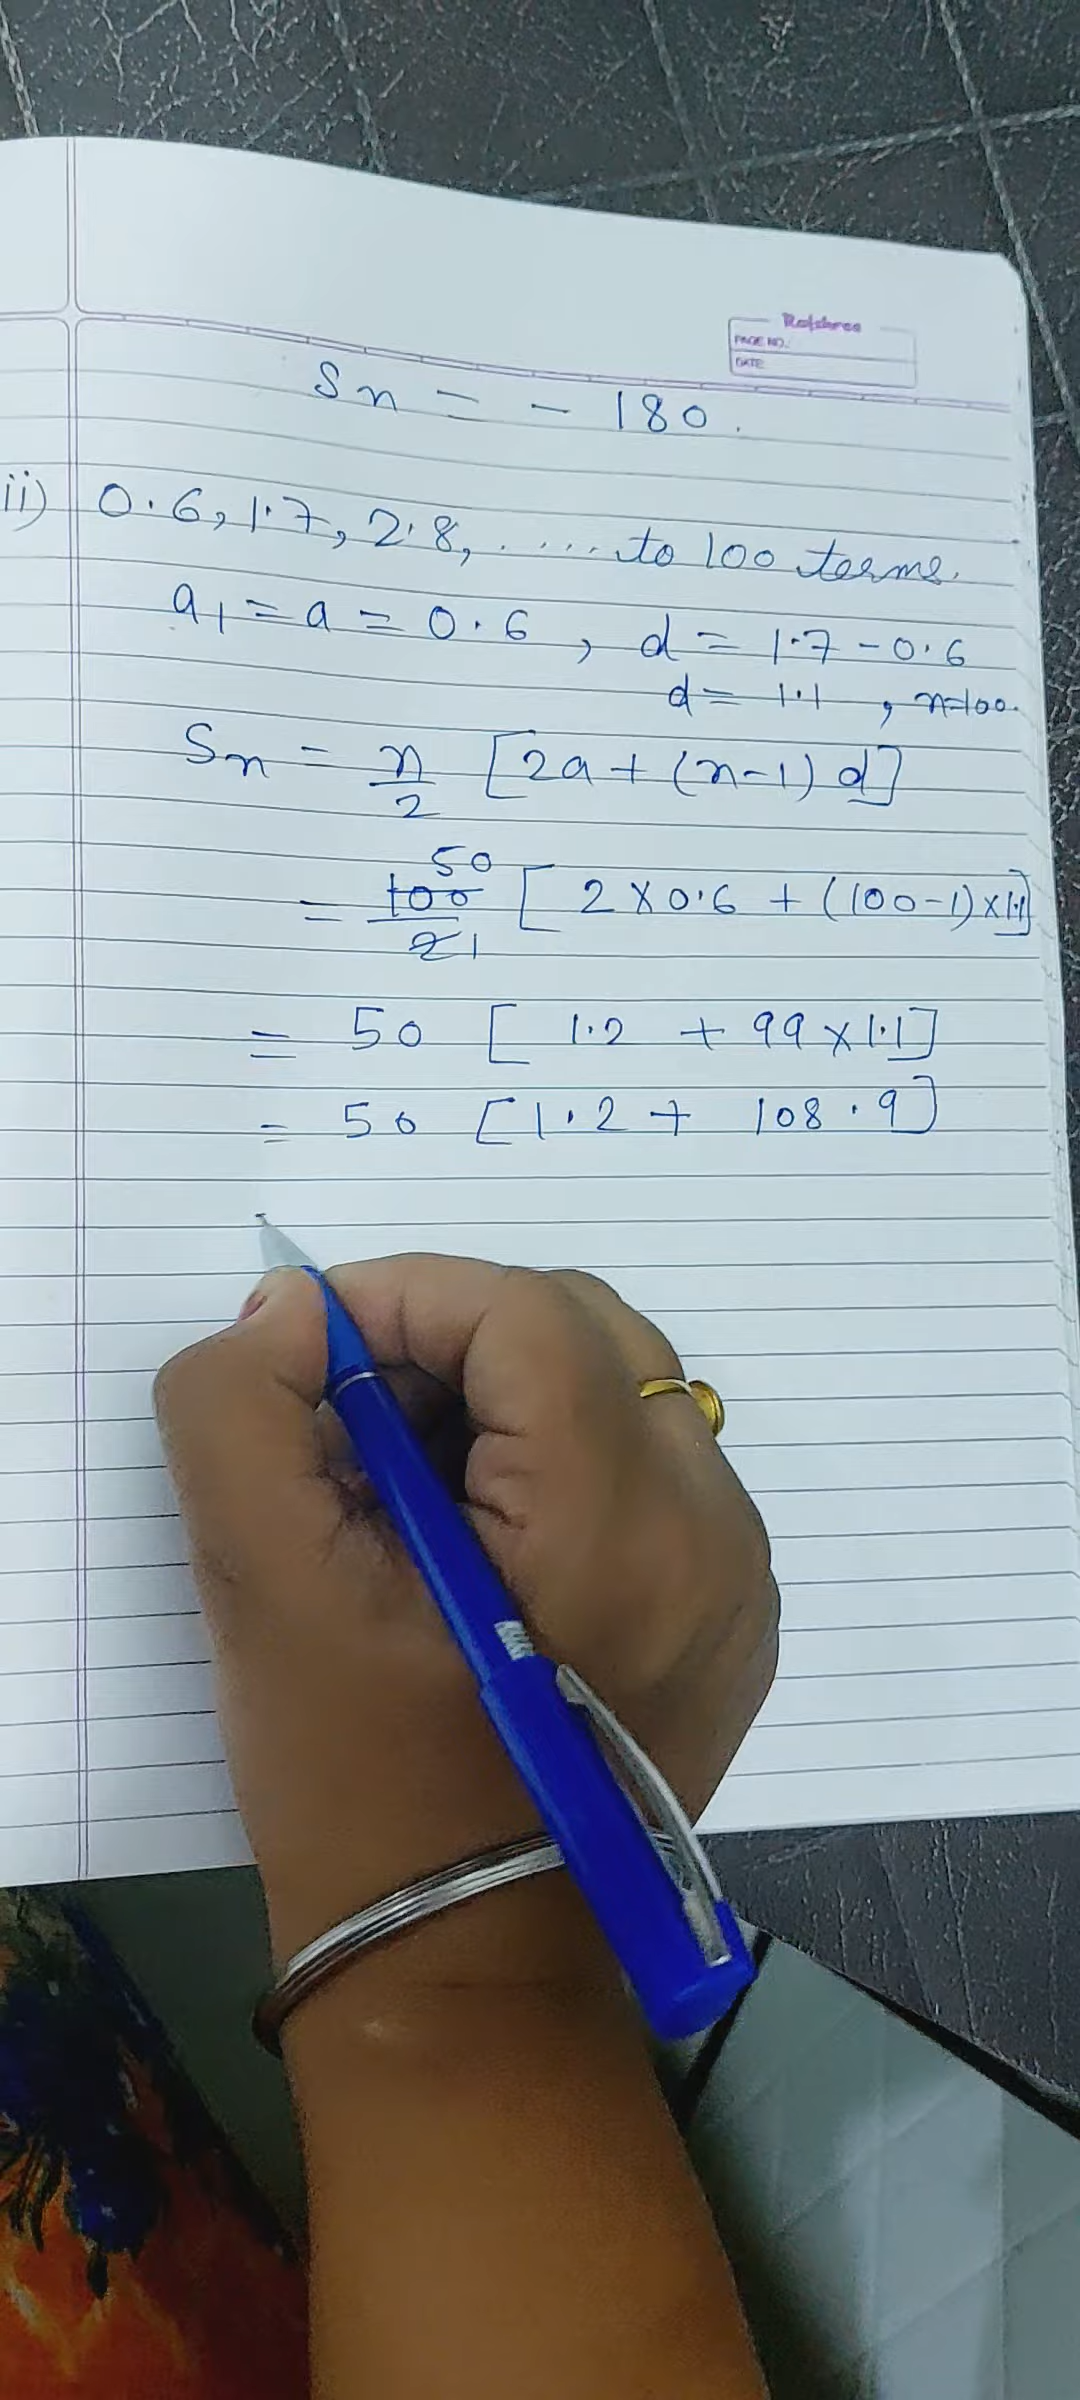 Rajshree
PAGE NO.:
DATE
Sn = - 180.
ii) 0.6, 1.7, 2.8, ..... to 100 terms.
a1 = a = 0.6 , d = 1.7 - 0.6
d = 1.1 , n=100.
Sn = n/2 [2a + (n-1) d]
50
= 100/2 1 [ 2 X 0.6 + (100-1) x 1.1]
= 50 [ 1.2 + 99 x 1.1]
= 50 [1.2 + 108.9]